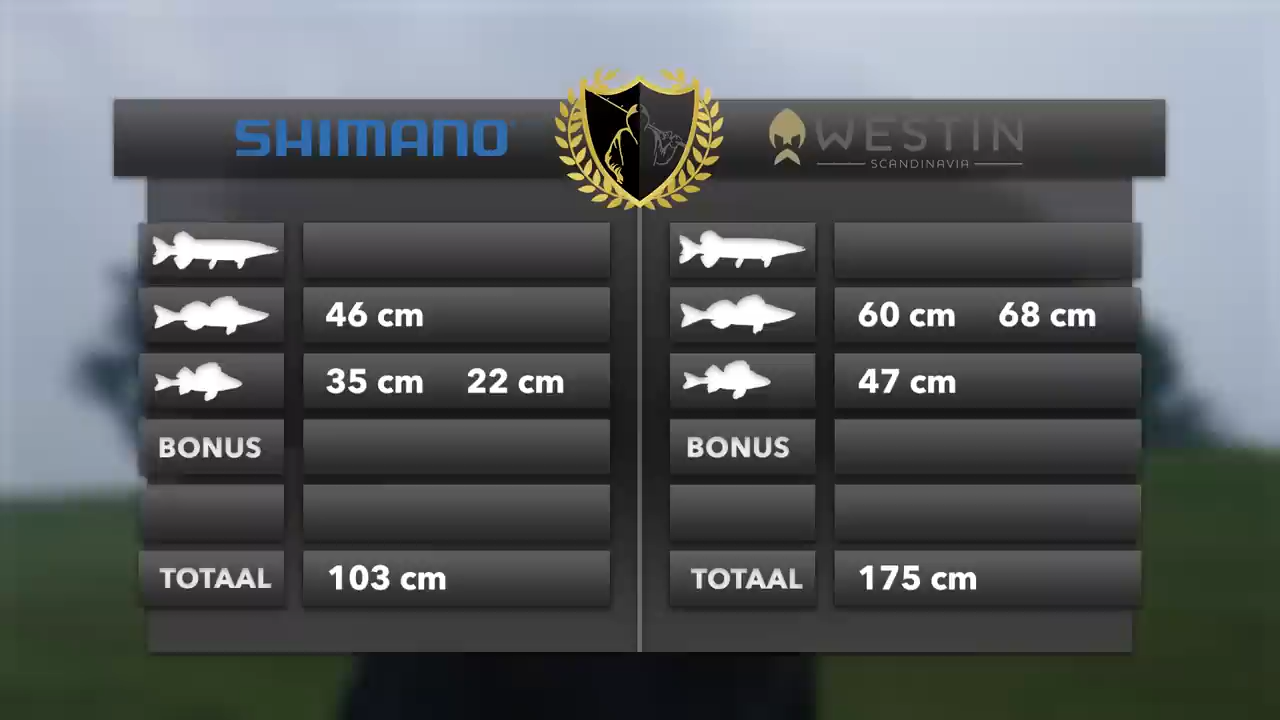 SHIMANO
WESTIN
SCANDINAVIA
46 cm
60 cm 68 cm
35 cm 22 cm
47 cm
BONUS
BONUS
TOTAAL 103 cm
TOTAAL 175 cm